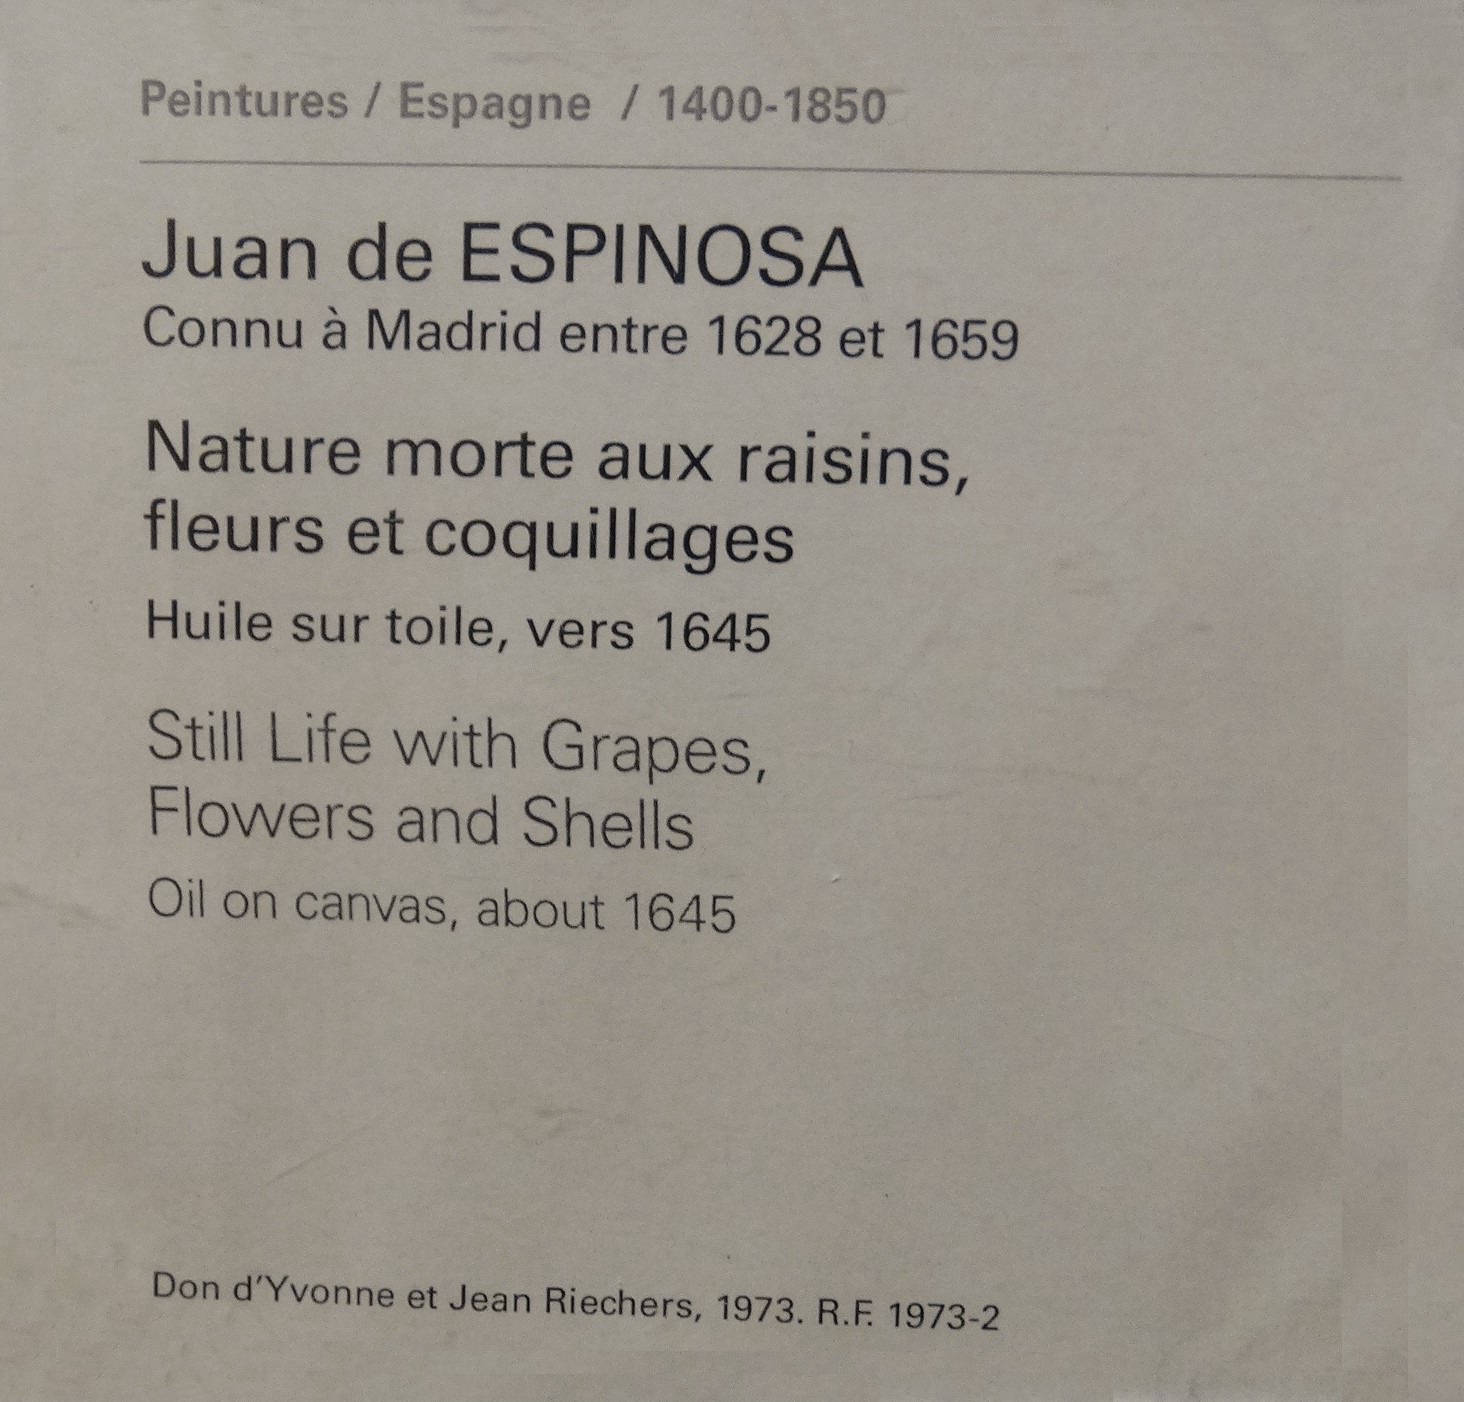 Peintures / Espagne / 1400-1850
Juan de ESPINOSA
Connu à Madrid entre 1628 et 1659
Nature morte aux raisins,
fleurs et coquillages
Huile sur toile, vers 1645
Still Life with Grapes,
Flowers and Shells
Oil on canvas, about 1645
Don d'Yvonne et Jean Riechers, 1973. R.F. 1973-2